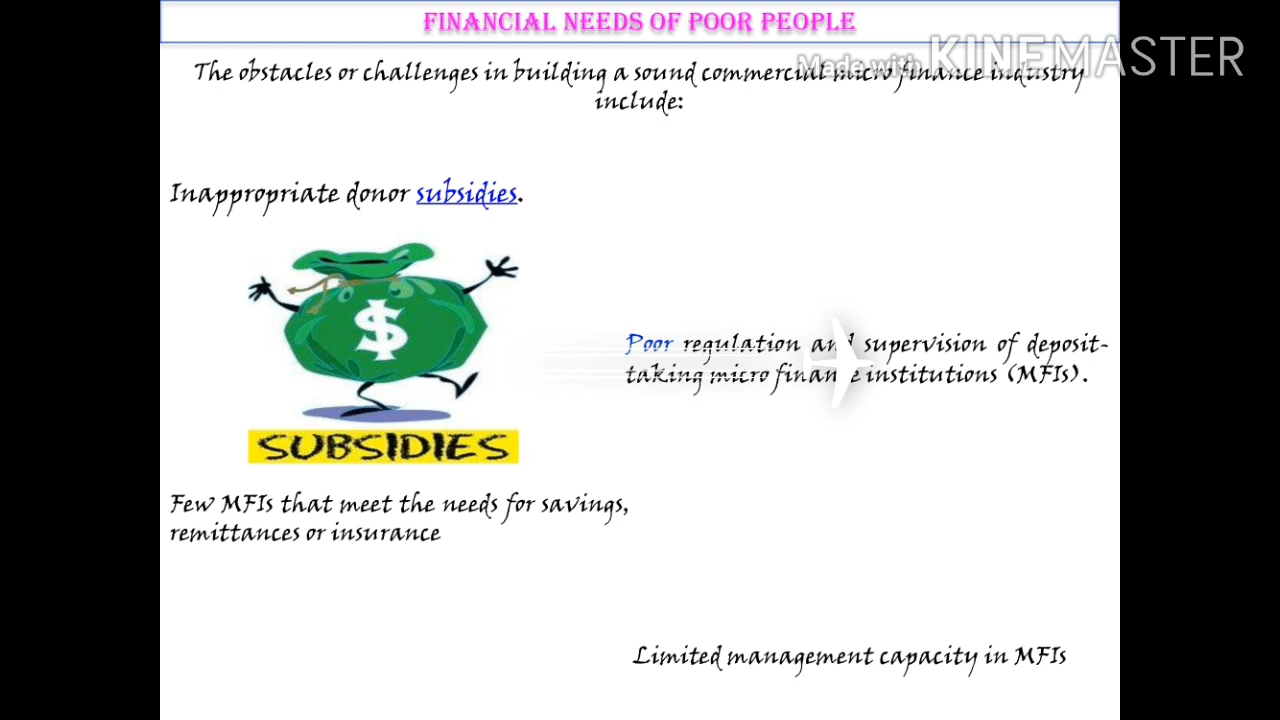 FINANCIAL NEEDS OF POOR PEOPLE
Made with KINEMASTER
The obstacles or challenges in building a sound commercial micro finance industry
include:
Inappropriate donor subsidies.
$
SUBSIDIES
Poor regulation and supervision of deposit-
taking micro finance institutions (MFIs).
Few MFIs that meet the needs for savings,
remittances or insurance
Limited management capacity in MFIs